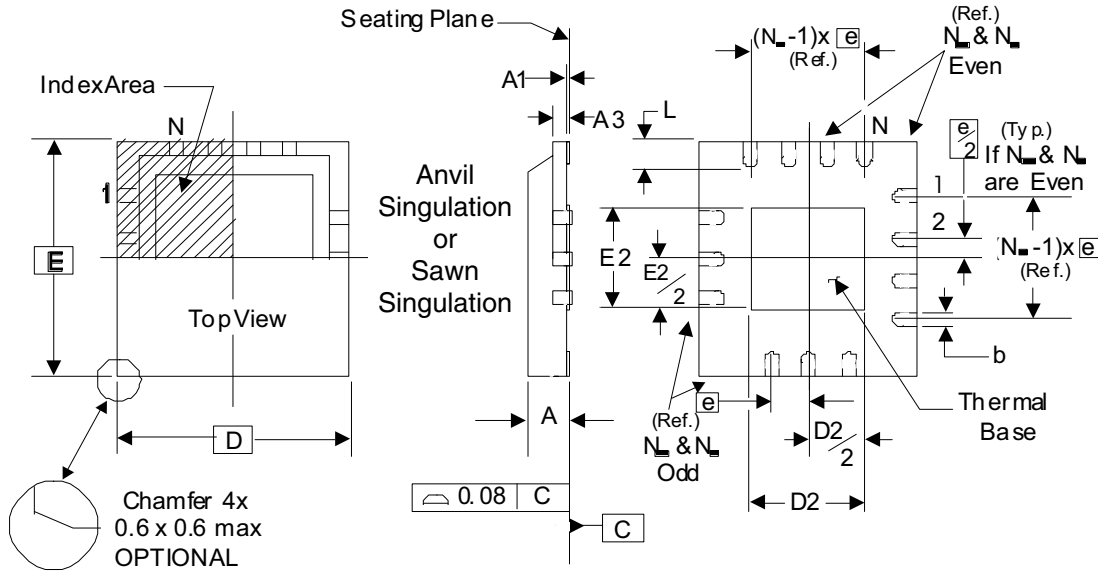 Seating Plane
(Ref.)
N & N
Even
(N -1)x e
(Ref.)
A1
IndexArea
L
A3
N
N
e/2
(Typ.)
If N & N
are Even
1
1
2
Anvil
Singulation
or
Sawn
Singulation
E
E2
E2/2
(N -1)x e
(Ref.)
TopView
b
A
e
Thermal
Base
(Ref.)
N & N
Odd
D
D2/2
D2
0.08 C
C
Chamfer 4x
0.6 x 0.6 max
OPTIONAL